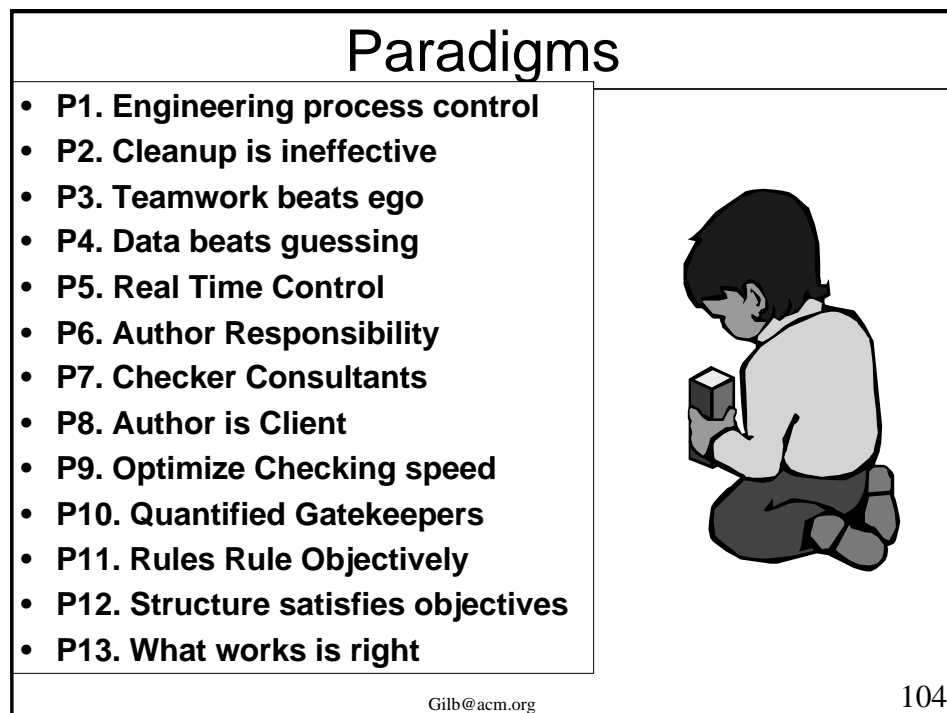 Paradigms
• P1. Engineering process control
• P2. Cleanup is ineffective
• P3. Teamwork beats ego
• P4. Data beats guessing
• P5. Real Time Control
• P6. Author Responsibility
• P7. Checker Consultants
• P8. Author is Client
• P9. Optimize Checking speed
• P10. Quantified Gatekeepers
• P11. Rules Rule Objectively
• P12. Structure satisfies objectives
• P13. What works is right
Gilb@acm.org
104